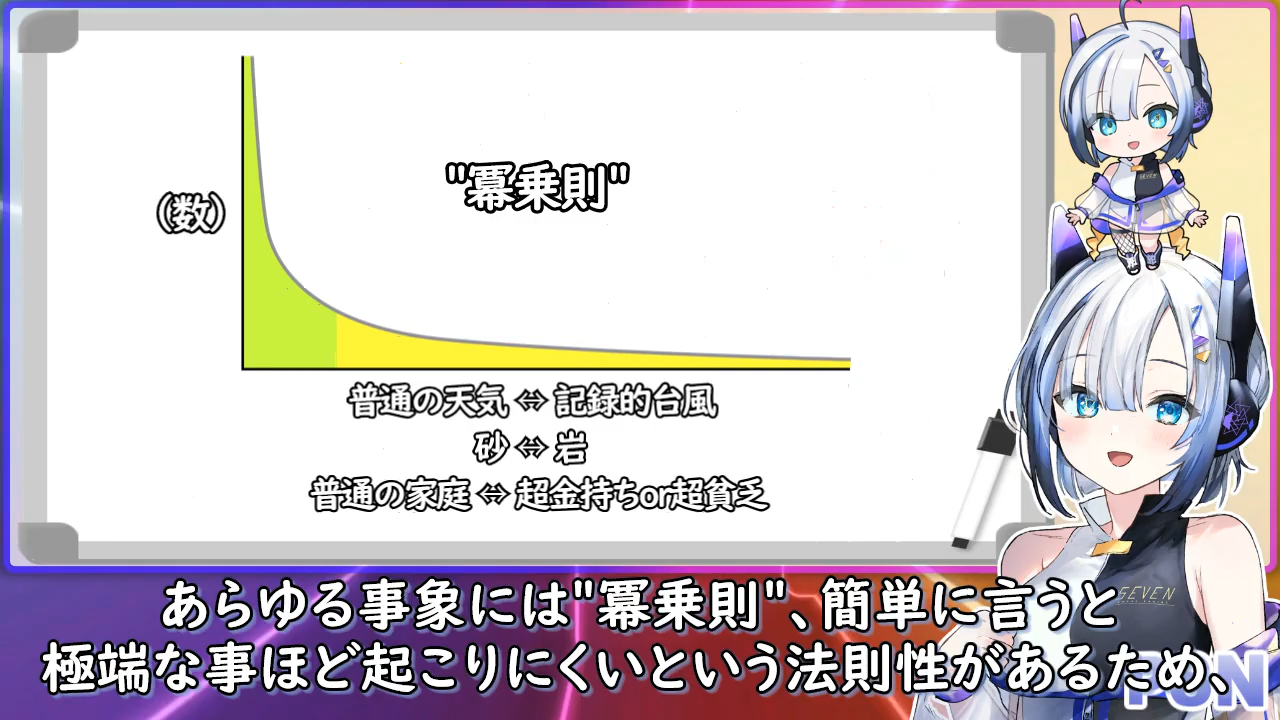 "冪乗則"
(数)
普通の天気 ⇔ 記録的台風
砂 ⇔ 岩
普通の家庭 ⇔ 超金持ちor超貧乏
SEVEN
あらゆる事象には"冪乗則"、簡単に言うと
極端な事ほど起こりにくいという法則性があるため、